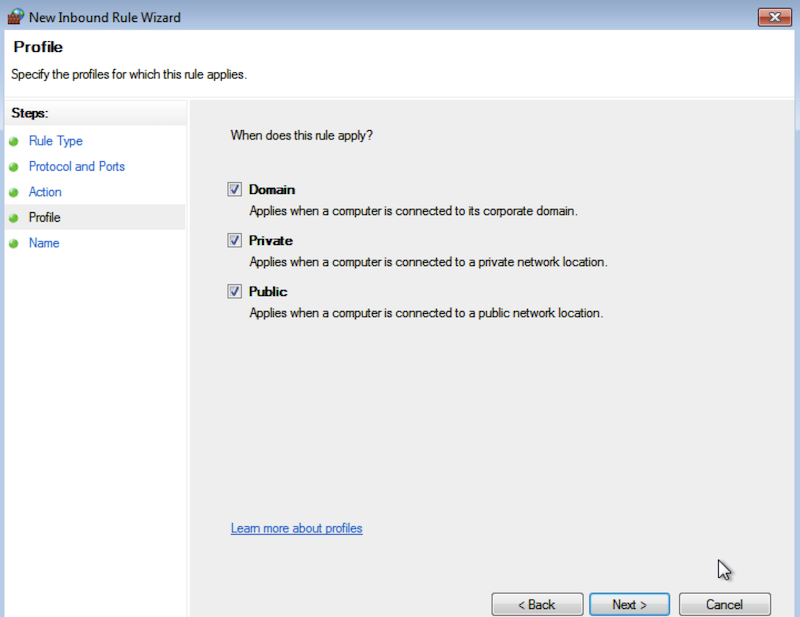 New Inbound Rule Wizard
Profile
Specify the profiles for which this rule applies.
Steps:
Rule Type
Protocol and Ports
Action
Profile
Name
When does this rule apply?
Domain
Applies when a computer is connected to its corporate domain.
Private
Applies when a computer is connected to a private network location.
Public
Applies when a computer is connected to a public network location.
Learn more about profiles
< Back Next > Cancel